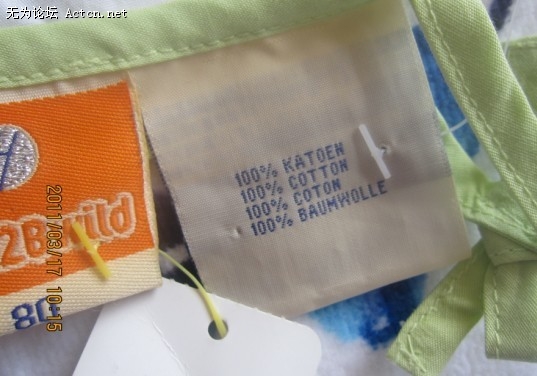 无为论坛 Actcn.net
100% KATOEN
100% COTTON
100% COTON
100% BAUMWOLLE
2Bwild
80
2011/03/17 10:15